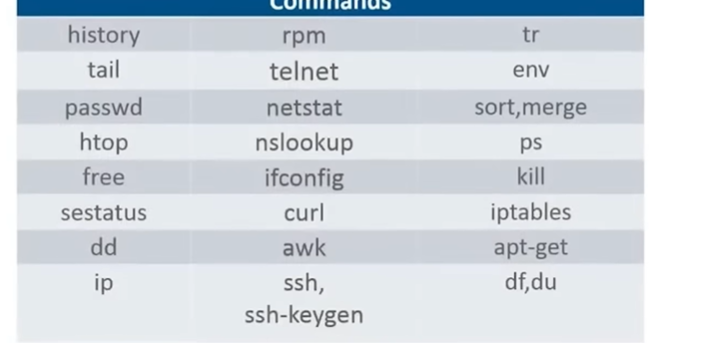 Commands
history rpm tr
tail telnet env
passwd netstat sort,merge
htop nslookup ps
free ifconfig kill
sestatus curl iptables
dd awk apt-get
ip ssh, df,du
ssh-keygen